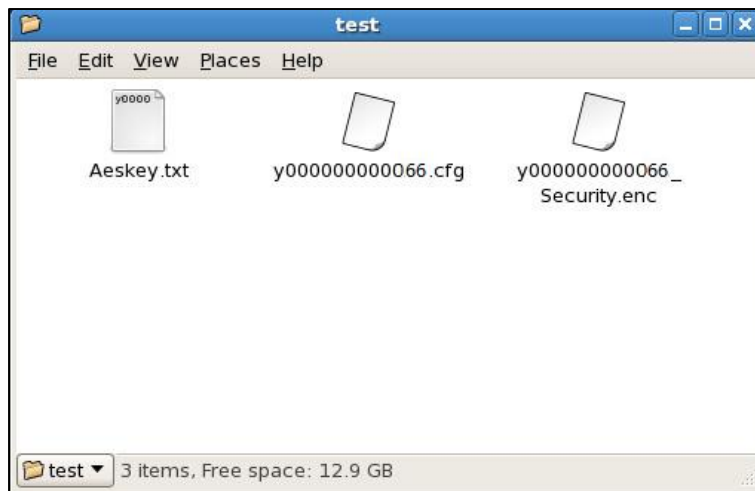 test
File Edit View Places Help
y0000
Aeskey.txt
y000000000066.cfg
y000000000066_
Security.enc
test
3 items, Free space: 12.9 GB